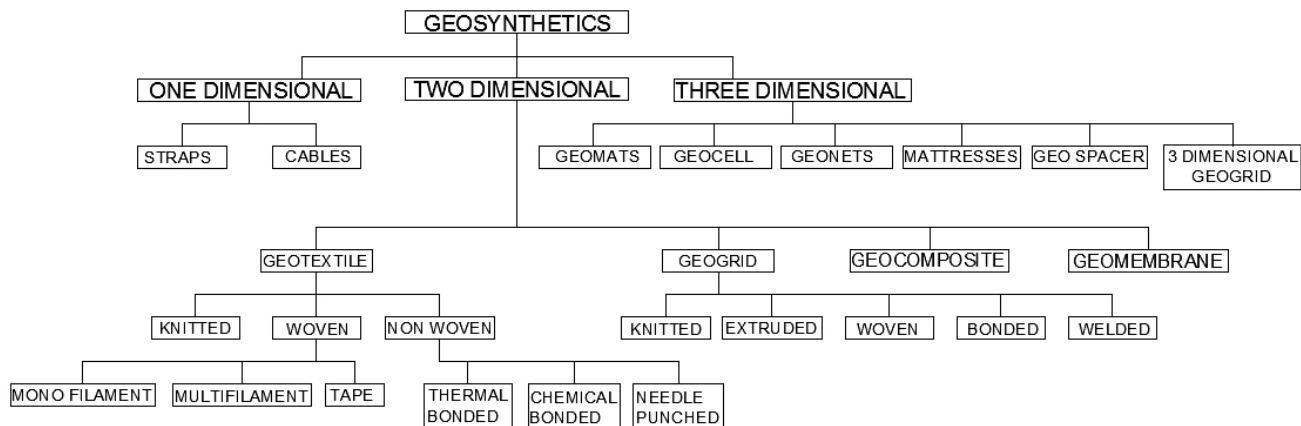 GEOSYNTHETICS
ONE DIMENSIONAL
TWO DIMENSIONAL
THREE DIMENSIONAL
STRAPS
CABLES
GEOMATS
GEOCELL
GEONETS
MATTRESSES
GEO SPACER
3 DIMENSIONAL
GEOGRID
GEOTEXTILE
GEOGRID
GEOCOMPOSITE
GEOMEMBRANE
KNITTED
WOVEN
NON WOVEN
KNITTED
EXTRUDED
WOVEN
BONDED
WELDED
MONO FILAMENT
MULTIFILAMENT
TAPE
THERMAL
BONDED
CHEMICAL
BONDED
NEEDLE
PUNCHED